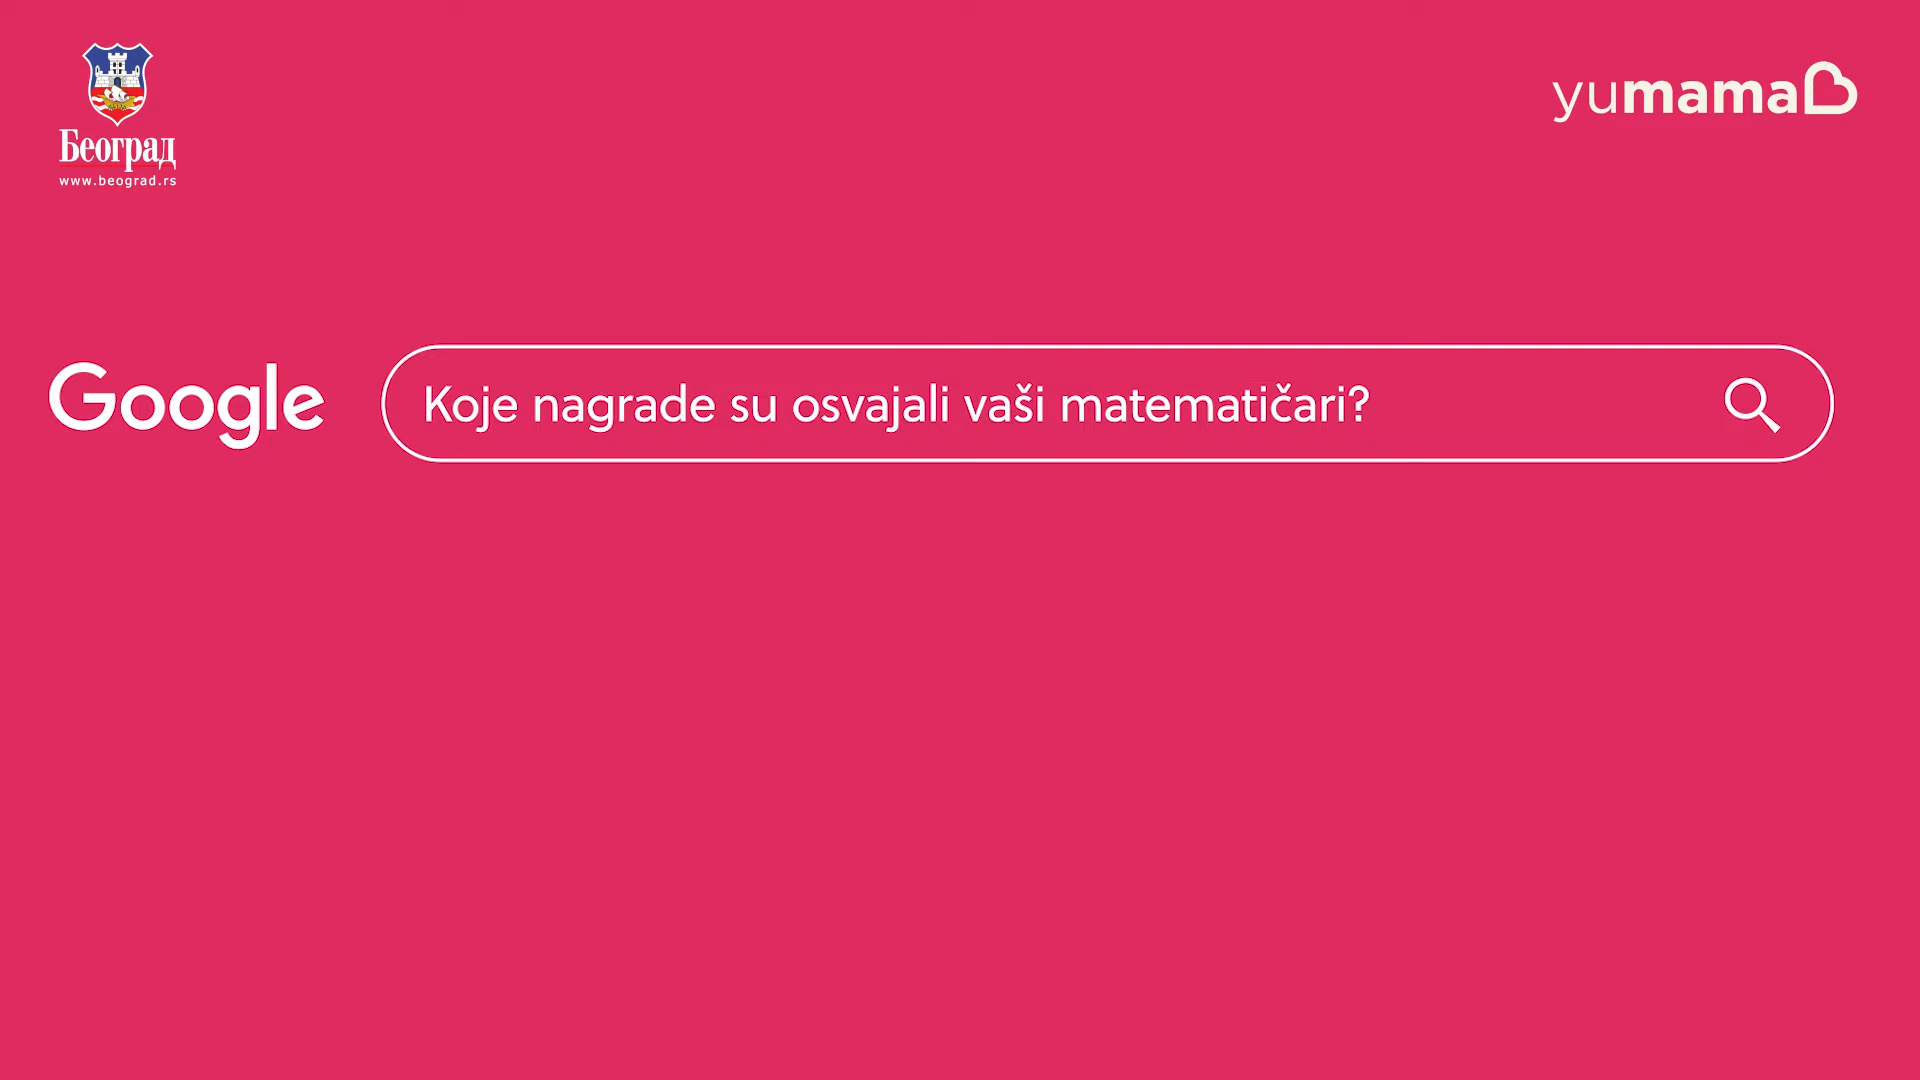 Београд
www.beograd.rs
yumama
Google
Koje nagrade su osvajali vaši matematičari?